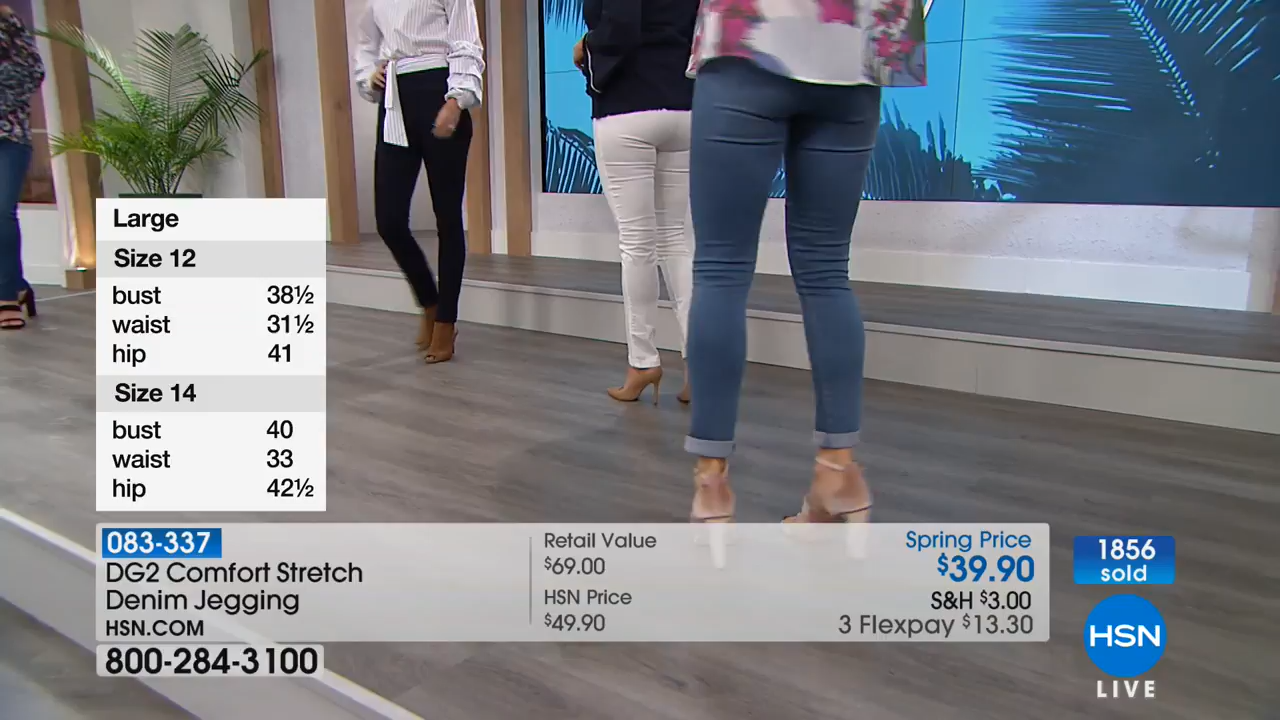 Large
Size 12
bust 38½
waist 31½
hip 41
Size 14
bust 40
waist 33
hip 42½
083-337
DG2 Comfort Stretch
Denim Jegging
HSN.COM
800-284-3100
Retail Value
$69.00
HSN Price
$49.90
Spring Price
$39.90
S&H $3.00
3 Flexpay $13.30
1856
sold
HSN
LIVE